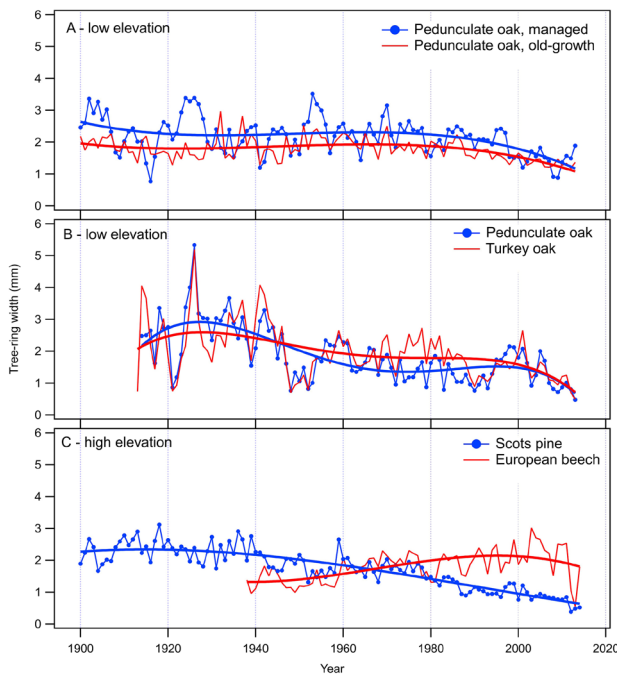 A - low elevation
Pedunculate oak, managed
Pedunculate oak, old-growth
6
5
4
3
2
1
0
B - low elevation
Pedunculate oak
Turkey oak
6
5
4
3
2
1
0
Tree-ring width (mm)
C - high elevation
Scots pine
European beech
6
5
4
3
2
1
0
1900 1920 1940 1960 1980 2000 2020
Year